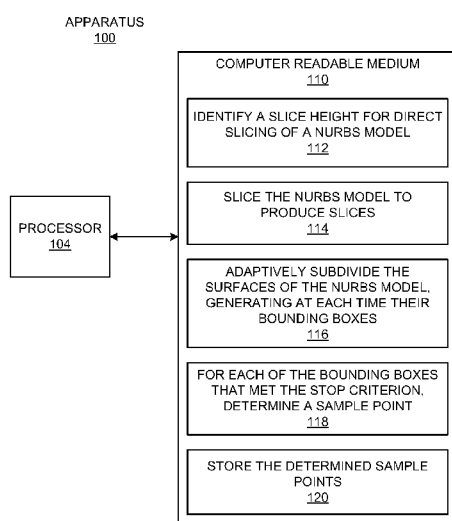 APPARATUS
100
COMPUTER READABLE MEDIUM
110
IDENTIFY A SLICE HEIGHT FOR DIRECT
SLICING OF A NURBS MODEL
112
PROCESSOR
104
SLICE THE NURBS MODEL TO
PRODUCE SLICES
114
ADAPTIVELY SUBDIVIDE THE
SURFACES OF THE NURBS MODEL,
GENERATING AT EACH TIME THEIR
BOUNDING BOXES
116
FOR EACH OF THE BOUNDING BOXES
THAT MET THE STOP CRITERION,
DETERMINE A SAMPLE POINT
118
STORE THE DETERMINED SAMPLE
POINTS
120